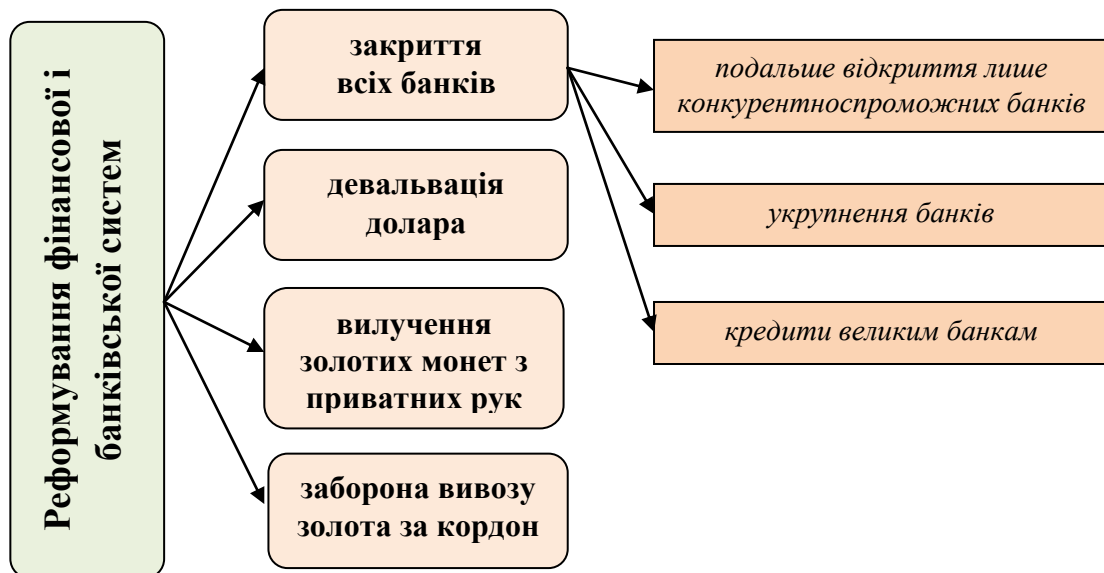 Реформування фінансової і
банківської систем
закриття
всіх банків
девальвація
долара
вилучення
золотих монет з
приватних рук
заборона вивозу
золота за кордон
подальше відкриття лише
конкурентноспроможних банків
укрупнення банків
кредити великим банкам